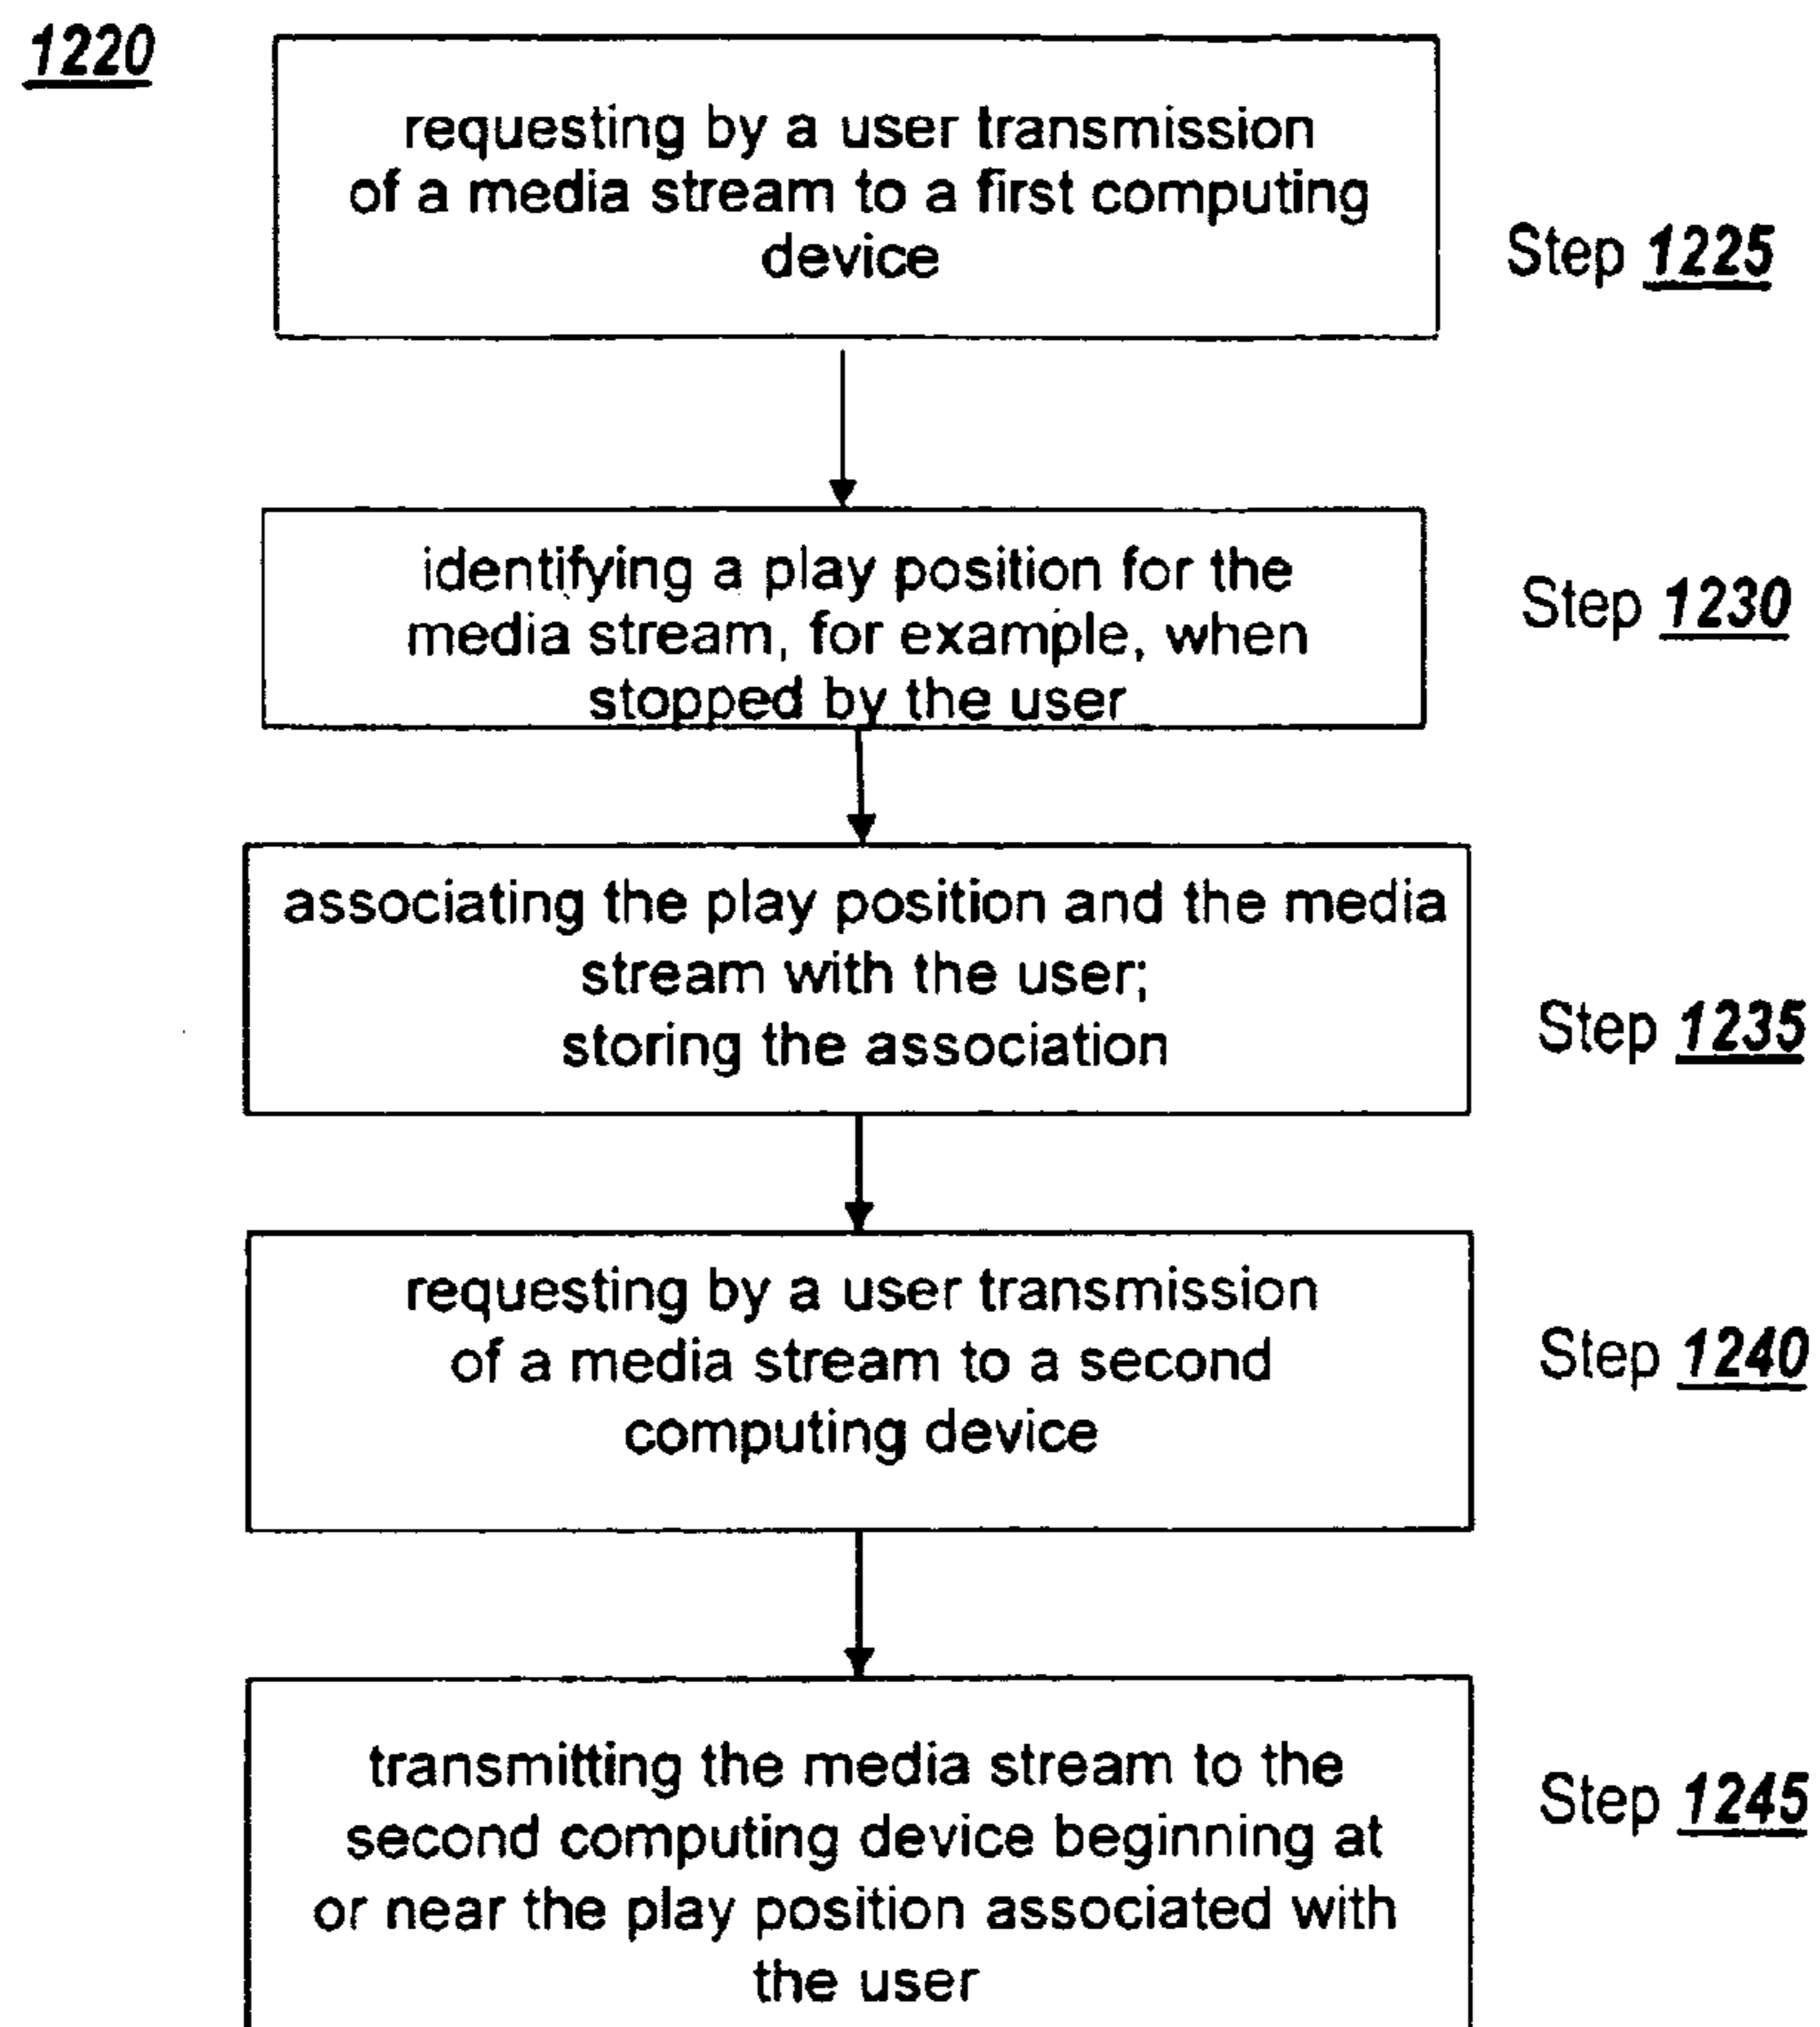 1220
requesting by a user transmission
of a media stream to a first computing
device
Step 1225
identifying a play position for the
media stream, for example, when
stopped by the user
Step 1230
associating the play position and the media
stream with the user;
storing the association
Step 1235
requesting by a user transmission
of a media stream to a second
computing device
Step 1240
transmitting the media stream to the
second computing device beginning at
or near the play position associated with
the user
Step 1245